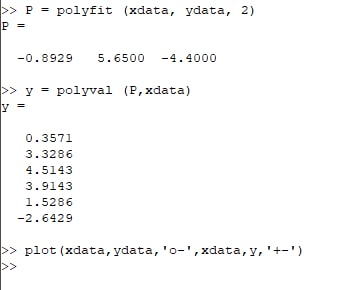 >> P = polyfit (xdata, ydata, 2)
P =
-0.8929 5.6500 -4.4000
>> y = polyval (P,xdata)
y =
0.3571
3.3286
4.5143
3.9143
1.5286
-2.6429
>> plot(xdata,ydata,'o-',xdata,y,'+-')
>>